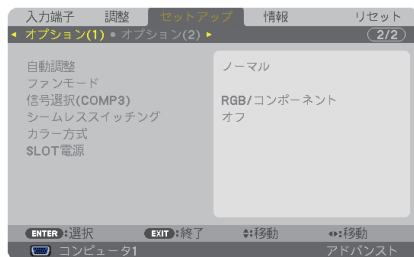 入力端子 調整 セットアップ 情報 リセット
◂ オプション(1) • オプション(2) ▸ 2/2
自動調整 ノーマル
ファンモード
信号選択(COMP3) RGB/コンポーネント
シームレススイッチング オフ
カラー方式
SLOT電源
ENTER:選択 EXIT:終了 :移動 :移動
コンピュータ1 アドバンスト